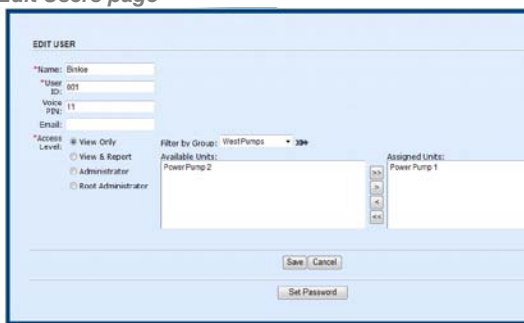 Edit Users page
EDIT USER
*Name: Binkie
*User ID: 001
Voice PIN: 11
Email:
*Access Level:
View Only
View & Report
Administrator
Root Administrator
Filter by Group: WestPumps
Available Units:
PowerPump 2
>>
>
<
<<
Assigned Units:
Power Pump 1
Save Cancel
Set Password